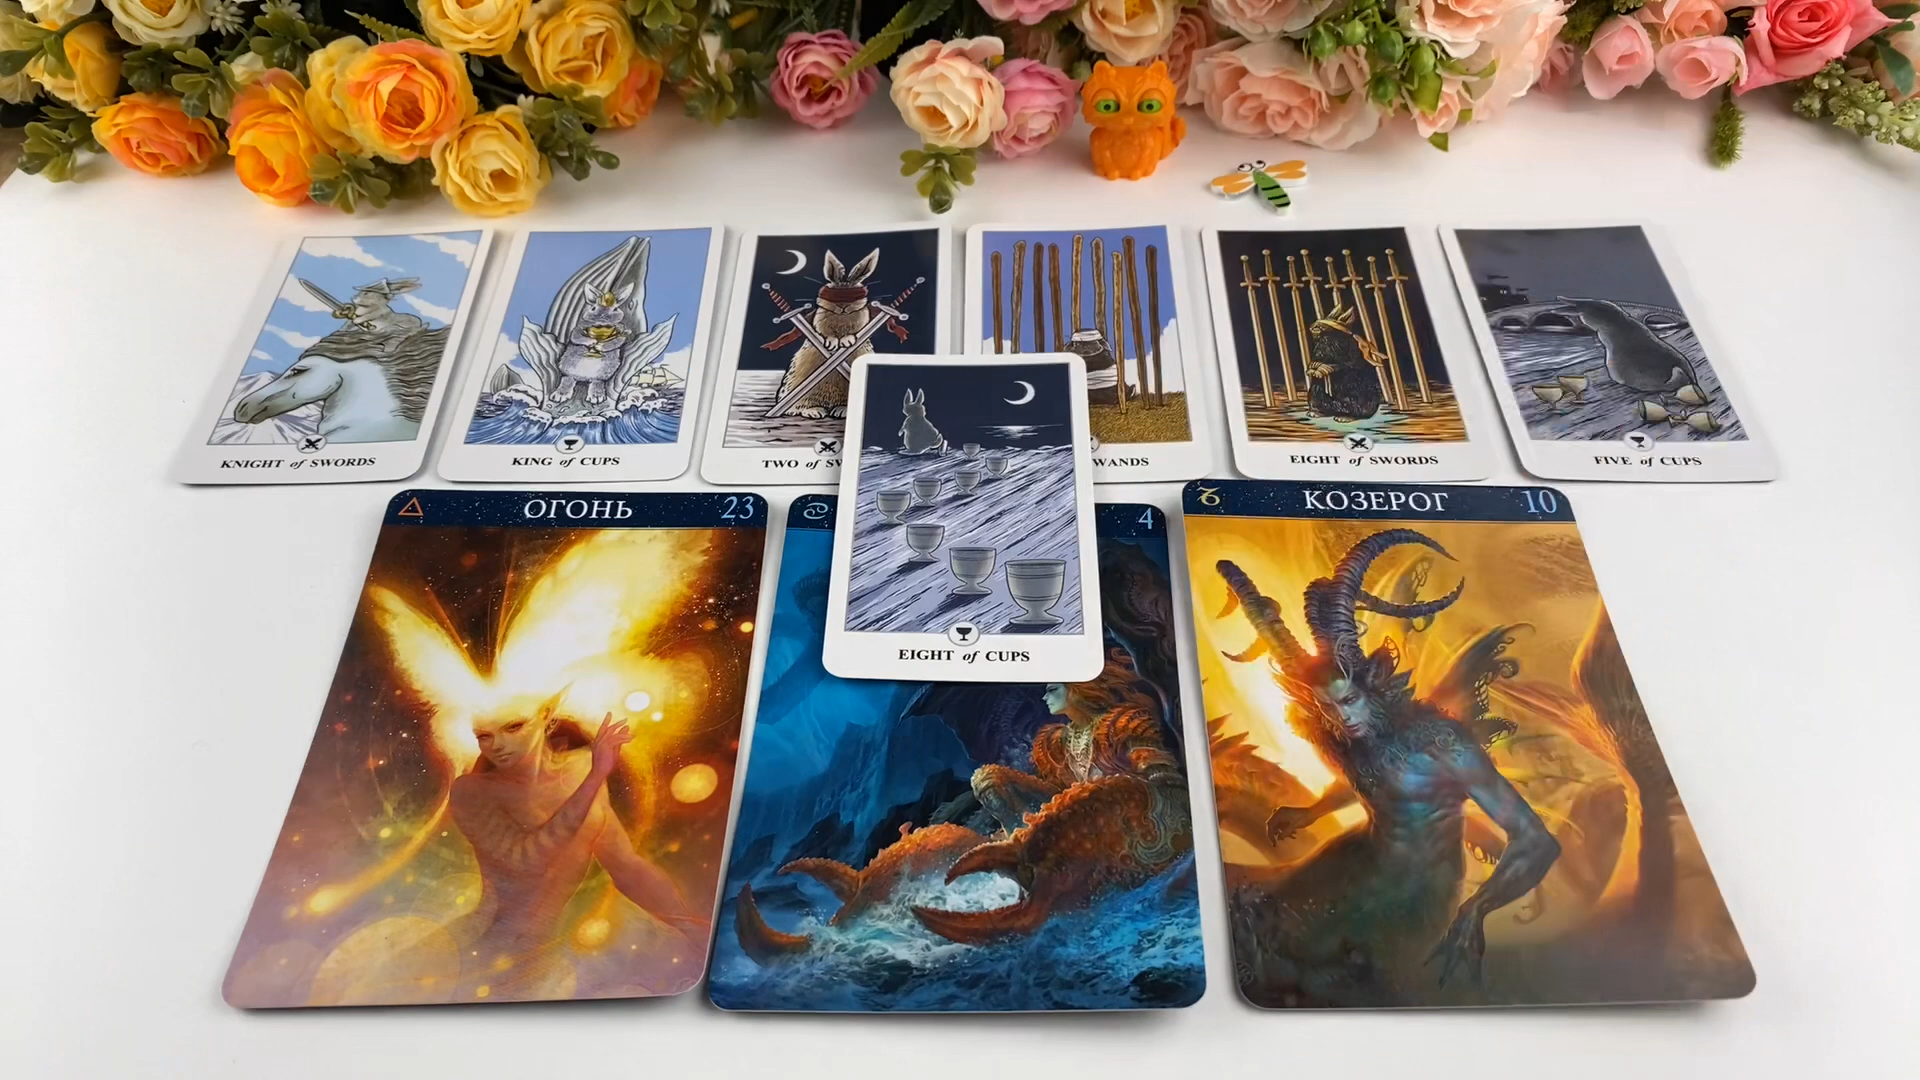 KNIGHT of SWORDS
KING of CUPS
TWO of SW
WANDS
EIGHT of SWORDS
FIVE of CUPS
EIGHT of CUPS
ОГОНЬ 23
4
КОЗЕРОГ 10